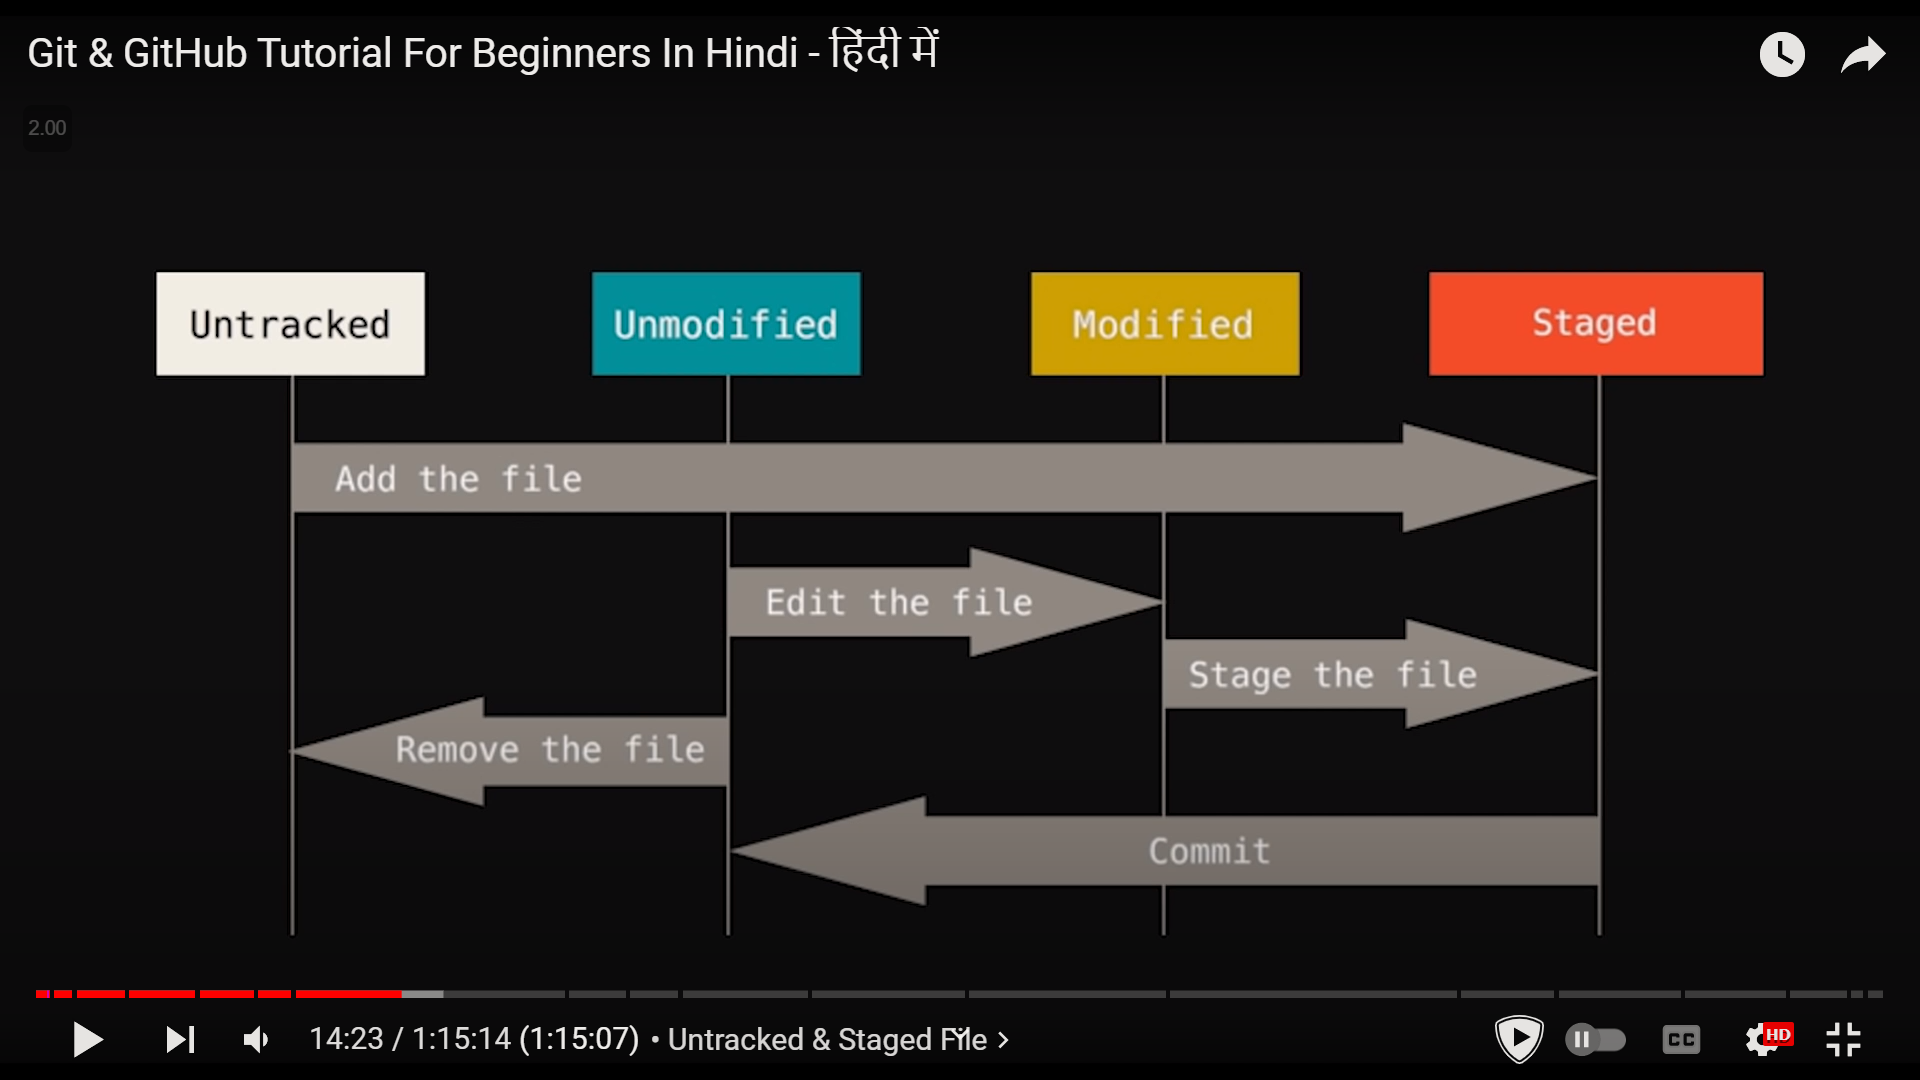 Git & GitHub Tutorial For Beginners In Hindi - हिंदी में
2.00
Untracked
Unmodified
Modified
Staged
Add the file
Edit the file
Stage the file
Remove the file
Commit
14:23 / 1:15:14 (1:15:07) • Untracked & Staged File
CC
HD